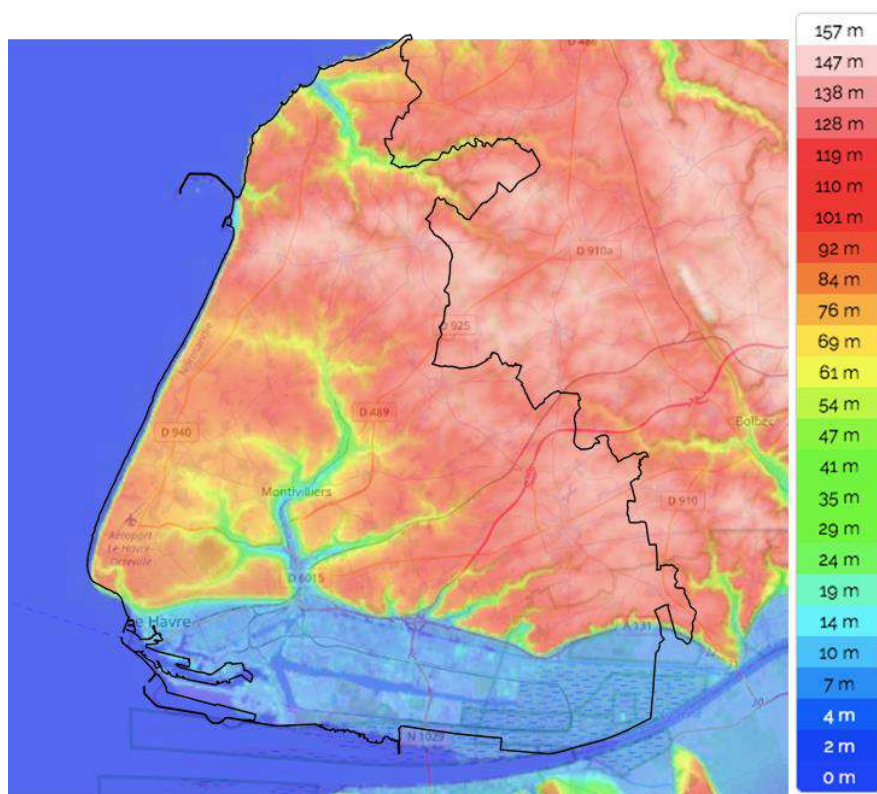 157 m
147 m
138 m
128 m
119 m
110 m
101 m
92 m
84 m
76 m
69 m
61 m
54 m
47 m
41 m
35 m
29 m
24 m
19 m
14 m
10 m
7 m
4 m
2 m
0 m
D 486
D 910a
D 925
Normandie
D 489
D 940
Bolbec
Montivilliers
D 910
Aéroport
Le Havre-
Octeville
D 6015
e Havre
A 131
N 1029